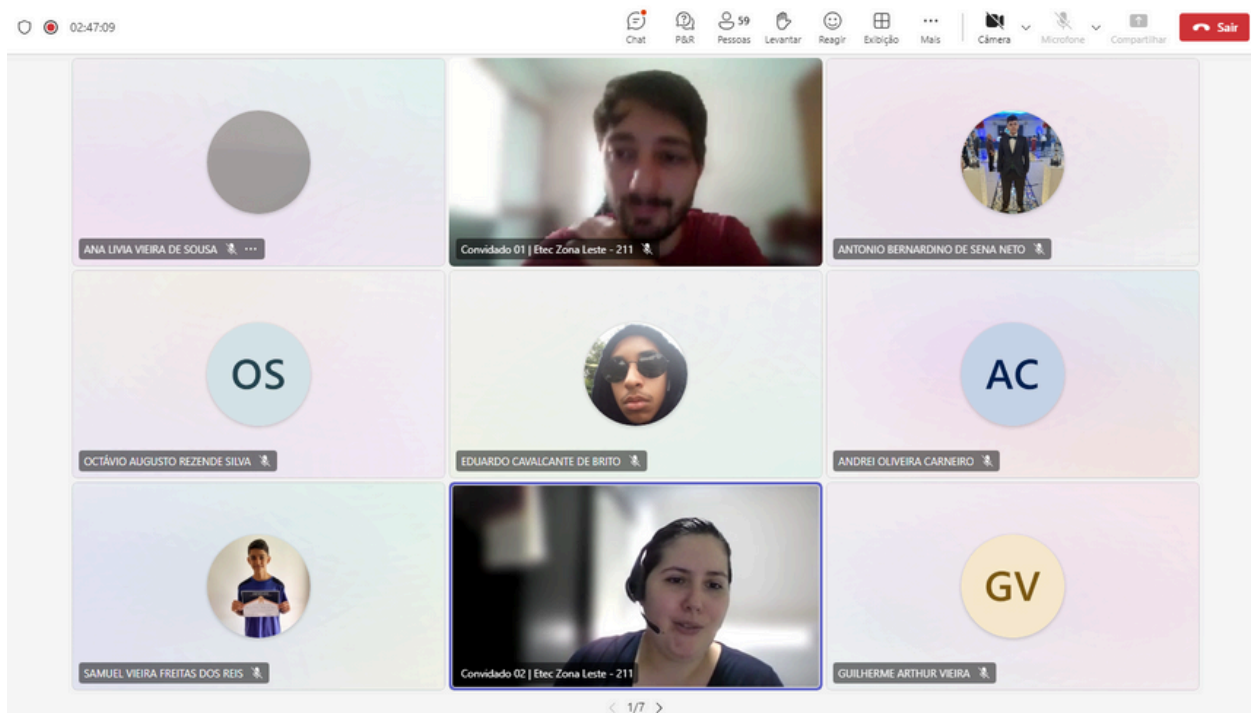 02:47:09
Chat
P&R
59
Pessoas
Levantar
Reagir
Exibição
Mais
Câmera
Microfone
Compartilhar
Sair
ANA LIVIA VIEIRA DE SOUSA
Convidado 01 | Etec Zona Leste - 211
ANTONIO BERNARDINO DE SENA NETO
OS
OCTÁVIO AUGUSTO REZENDE SILVA
EDUARDO CAVALCANTE DE BRITO
AC
ANDREI OLIVEIRA CARNEIRO
SAMUEL VIEIRA FREITAS DOS REIS
Convidado 02 | Etec Zona Leste - 211
GV
GUILHERME ARTHUR VIEIRA
1/7